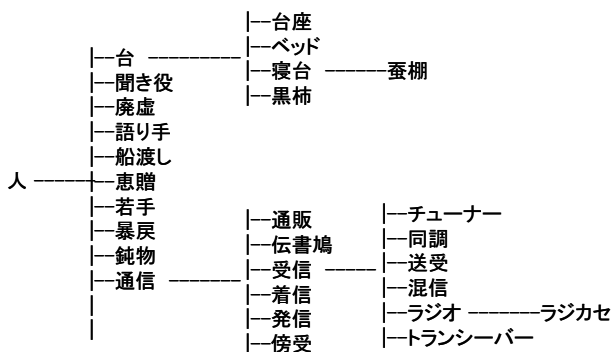 台座
台 ベッド
聞き役 寝台 蚕棚
廃虚 黒柿
語り手
船渡し
人 恵贈
若手 通販 チューナー
暴戻 伝書鳩 同調
鈍物 受信 送受
通信 着信 混信
発信 ラジオ ラジカセ
傍受 トランシーバー